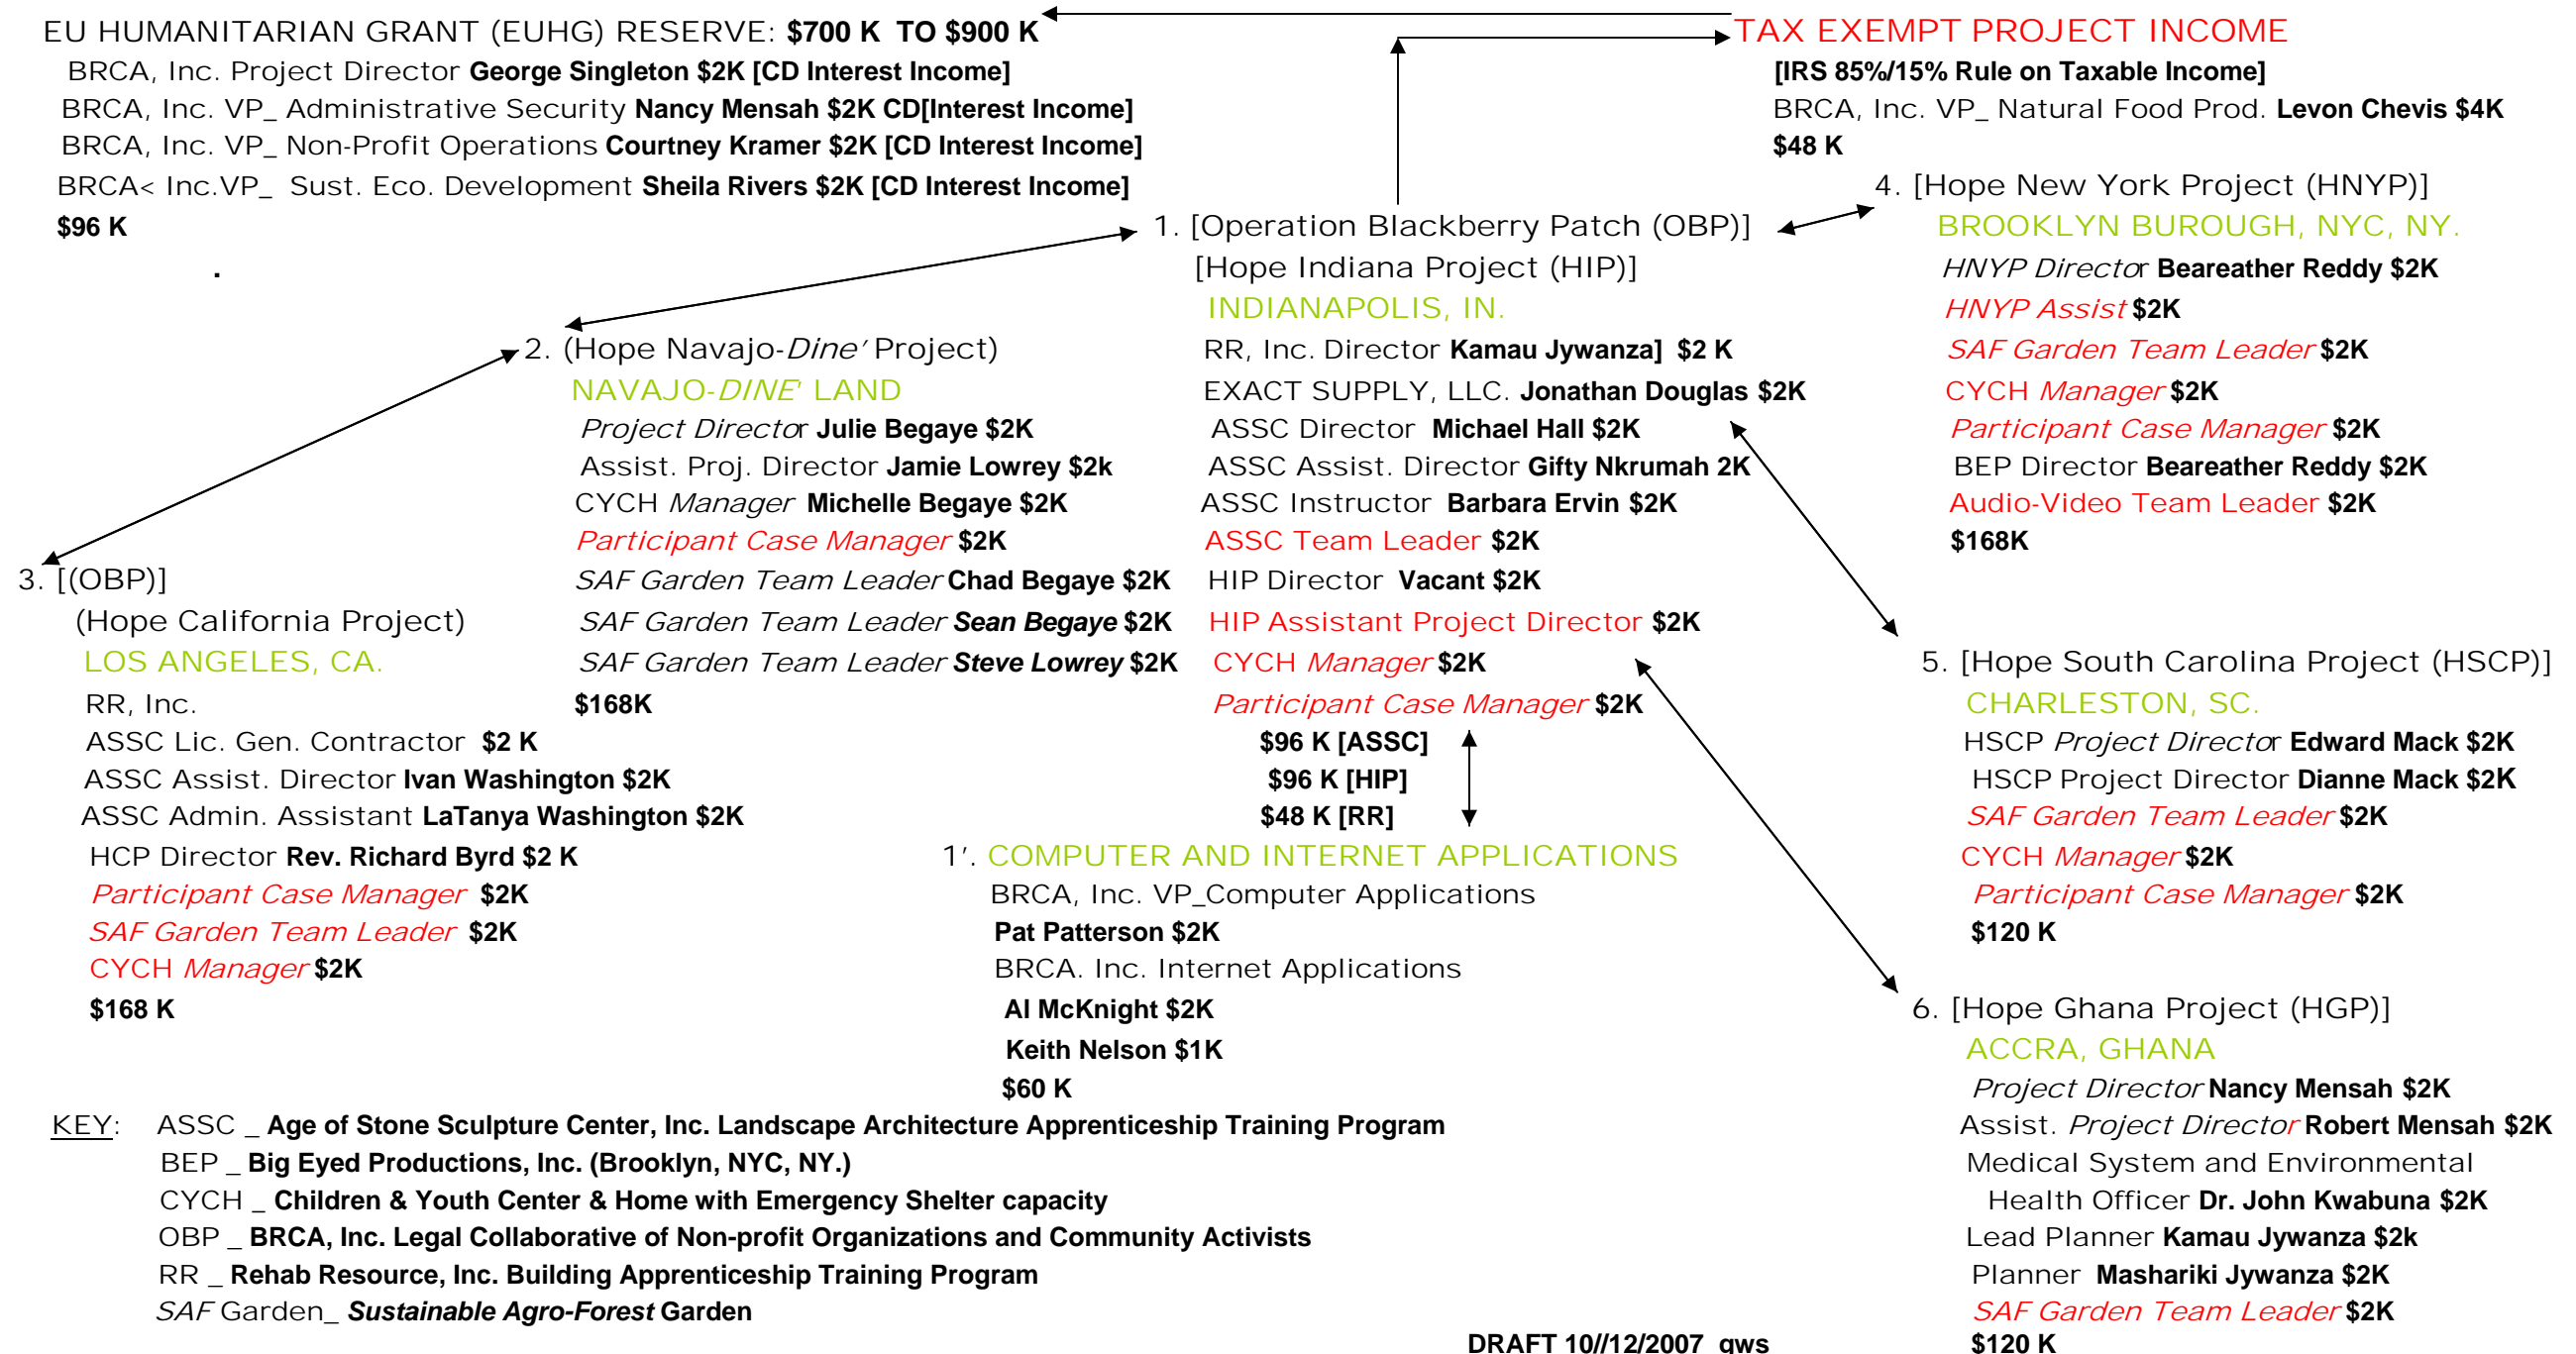 EU HUMANITARIAN GRANT (EUHG) RESERVE: $700 K TO $900 K
BRCA, Inc. Project Director George Singleton $2K [CD Interest Income]
BRCA, Inc. VP_ Administrative Security Nancy Mensah $2K CD[Interest Income]
BRCA, Inc. VP_ Non-Profit Operations Courtney Kramer $2K [CD Interest Income]
BRCA< Inc.VP_ Sust. Eco. Development Sheila Rivers $2K [CD Interest Income]
$96 K
.
TAX EXEMPT PROJECT INCOME
[IRS 85%/15% Rule on Taxable Income]
BRCA, Inc. VP_ Natural Food Prod. Levon Chevis $4K
$48 K
1. [Operation Blackberry Patch (OBP)]
[Hope Indiana Project (HIP)]
INDIANAPOLIS, IN.
RR, Inc. Director Kamau Jywanza] $2 K
EXACT SUPPLY, LLC. Jonathan Douglas $2K
ASSC Director Michael Hall $2K
ASSC Assist. Director Gifty Nkrumah 2K
ASSC Instructor Barbara Ervin $2K
ASSC Team Leader $2K
HIP Director Vacant $2K
HIP Assistant Project Director $2K
CYCH Manager $2K
Participant Case Manager $2K
$96 K [ASSC]
$96 K [HIP]
$48 K [RR]
1'. COMPUTER AND INTERNET APPLICATIONS
BRCA, Inc. VP_Computer Applications
Pat Patterson $2K
BRCA. Inc. Internet Applications
Al McKnight $2K
Keith Nelson $1K
$60 K
2. (Hope Navajo-Dine' Project)
NAVAJO-DINE' LAND
Project Director Julie Begaye $2K
Assist. Proj. Director Jamie Lowrey $2k
CYCH Manager Michelle Begaye $2K
Participant Case Manager $2K
SAF Garden Team Leader Chad Begaye $2K
SAF Garden Team Leader Sean Begaye $2K
SAF Garden Team Leader Steve Lowrey $2K
$168K
3. [(OBP)]
(Hope California Project)
LOS ANGELES, CA.
RR, Inc.
ASSC Lic. Gen. Contractor $2 K
ASSC Assist. Director Ivan Washington $2K
ASSC Admin. Assistant LaTanya Washington $2K
HCP Director Rev. Richard Byrd $2 K
Participant Case Manager $2K
SAF Garden Team Leader $2K
CYCH Manager $2K
$168 K
4. [Hope New York Project (HNYP)]
BROOKLYN BUROUGH, NYC, NY.
HNYP Director Beareather Reddy $2K
HNYP Assist $2K
SAF Garden Team Leader $2K
CYCH Manager $2K
Participant Case Manager $2K
BEP Director Beareather Reddy $2K
Audio-Video Team Leader $2K
$168K
5. [Hope South Carolina Project (HSCP)]
CHARLESTON, SC.
HSCP Project Director Edward Mack $2K
HSCP Project Director Dianne Mack $2K
SAF Garden Team Leader $2K
CYCH Manager $2K
Participant Case Manager $2K
$120 K
6. [Hope Ghana Project (HGP)]
ACCRA, GHANA
Project Director Nancy Mensah $2K
Assist. Project Director Robert Mensah $2K
Medical System and Environmental
Health Officer Dr. John Kwabuna $2K
Lead Planner Kamau Jywanza $2k
Planner Mashariki Jywanza $2K
SAF Garden Team Leader $2K
$120 K
KEY: ASSC _ Age of Stone Sculpture Center, Inc. Landscape Architecture Apprenticeship Training Program
BEP _ Big Eyed Productions, Inc. (Brooklyn, NYC, NY.)
CYCH _ Children & Youth Center & Home with Emergency Shelter capacity
OBP _ BRCA, Inc. Legal Collaborative of Non-profit Organizations and Community Activists
RR _ Rehab Resource, Inc. Building Apprenticeship Training Program
SAF Garden_ Sustainable Agro-Forest Garden
DRAFT 10//12/2007 gws